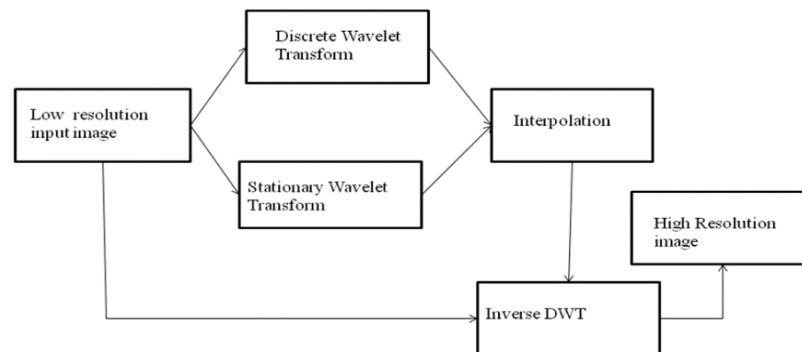 Discrete Wavelet
Transform
Low resolution
input image
Interpolation
Stationary Wavelet
Transform
High Resolution
image
Inverse DWT